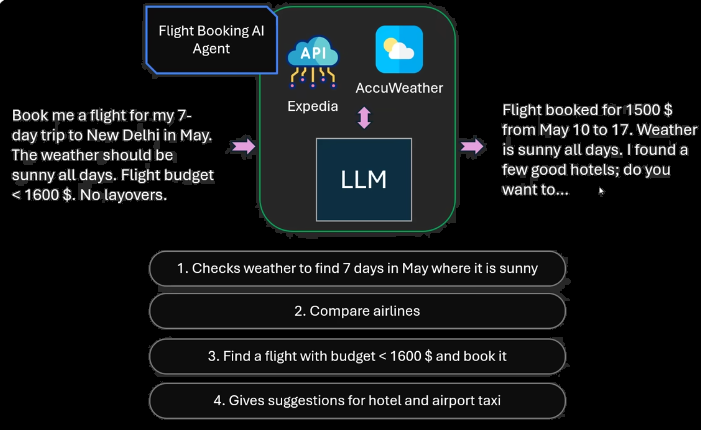 Flight Booking AI
Agent
API
Expedia
AccuWeather
LLM
Book me a flight for my 7-
day trip to New Delhi in May.
The weather should be
sunny all days. Flight budget
< 1600 $. No layovers.
Flight booked for 1500 $
from May 10 to 17. Weather
is sunny all days. I found a
few good hotels; do you
want to...
1. Checks weather to find 7 days in May where it is sunny
2. Compare airlines
3. Find a flight with budget < 1600 $ and book it
4. Gives suggestions for hotel and airport taxi